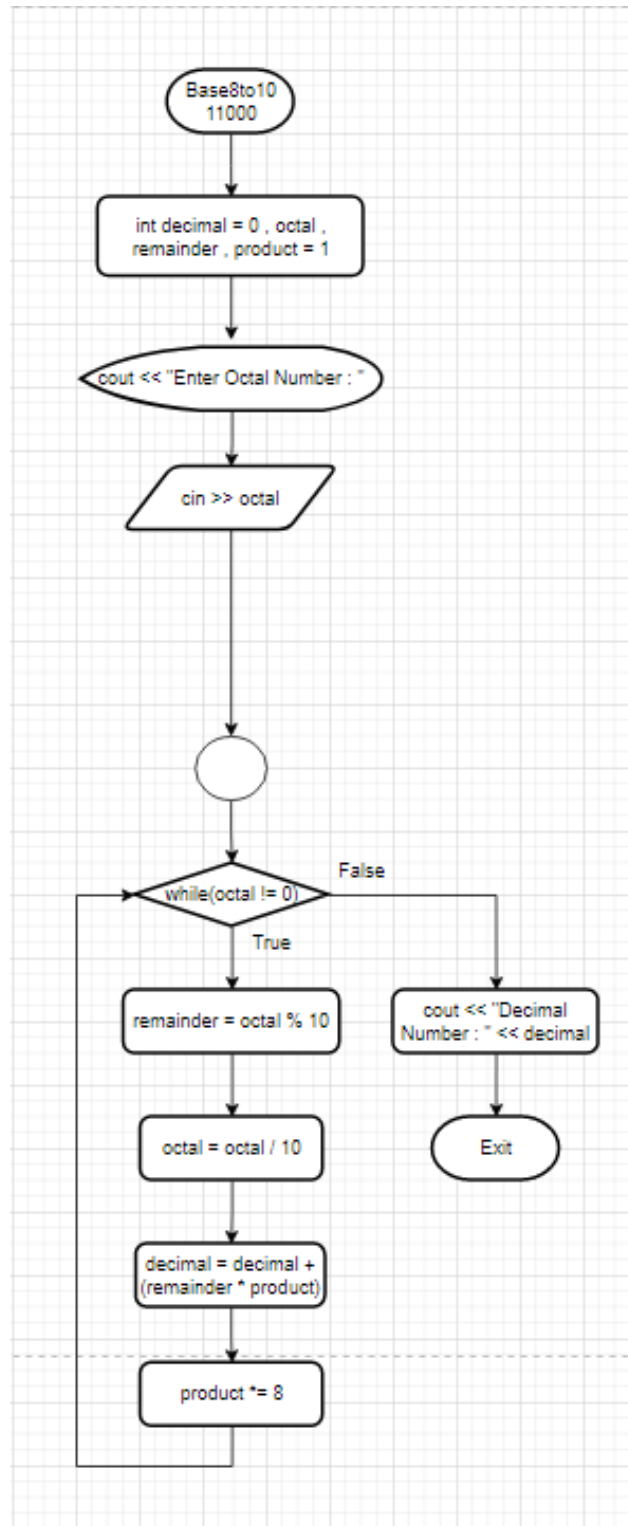 Base8to10
11000
int decimal = 0 , octal ,
remainder , product = 1
cout << "Enter Octal Number : "
cin >> octal
while(octal != 0)
False
True
remainder = octal % 10
cout << "Decimal
Number : " << decimal
octal = octal / 10
Exit
decimal = decimal +
(remainder * product)
product *= 8